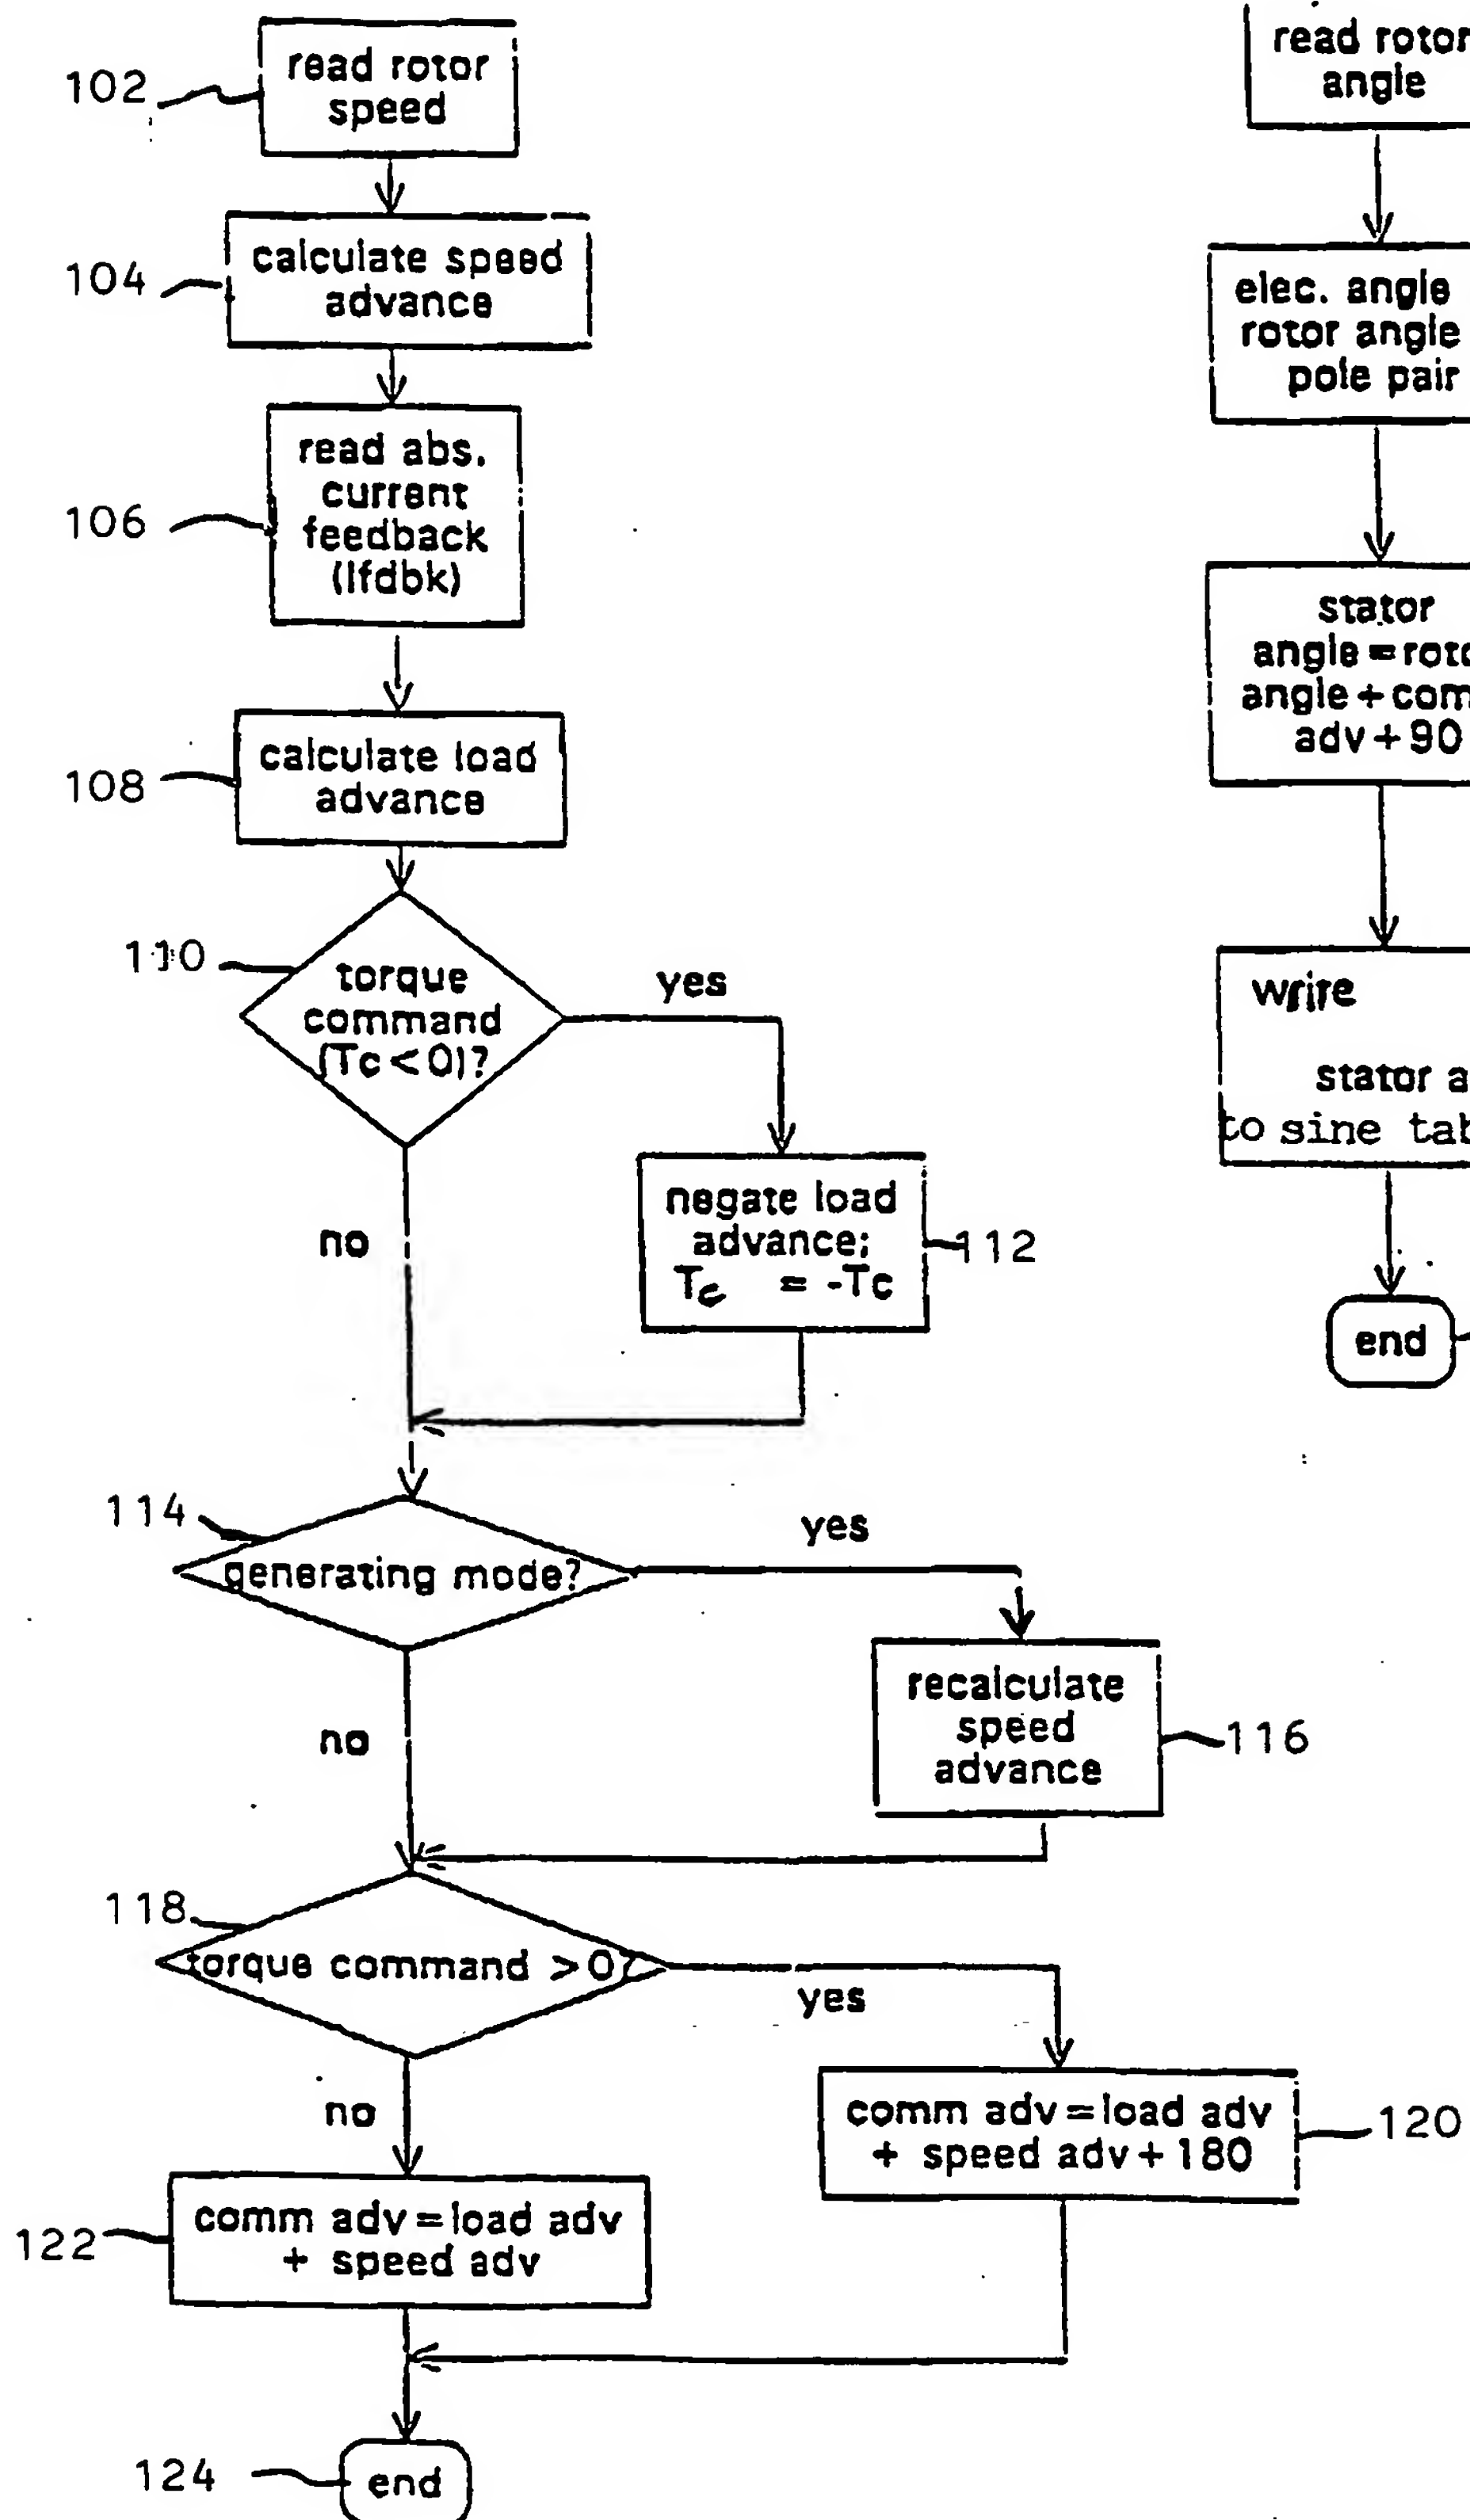 102
read rotor
speed
104
calculate speed
advance
106
read abs.
current
feedback
(Ifdbk)
108
calculate load
advance
110
torque
command
(Tc < 0)?
yes
no
negate load
advance;
Tc = -Tc
112
114
generating mode?
yes
no
recalculate
speed
advance
116
118
torque command > 0?
yes
no
comm adv = load adv
+ speed adv + 180
120
122
comm adv = load adv
+ speed adv
124
end
read rotor
angle
elec. angle
rotor angle
pole pair
stator
angle =
angle +
adv + 90
write
stator
to sine
end